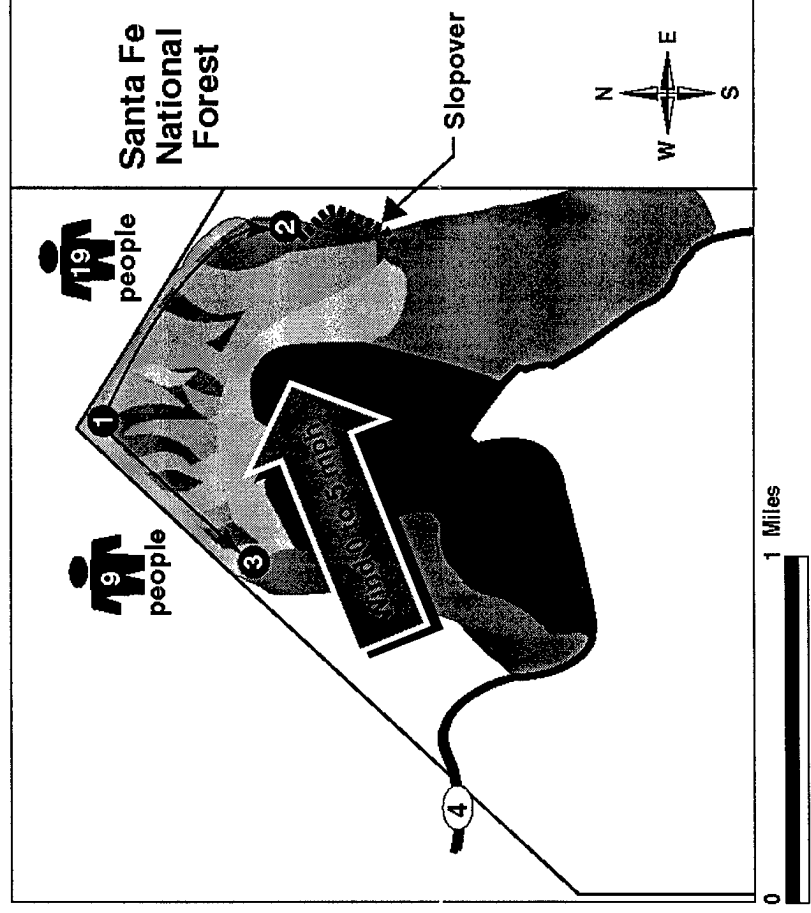 Santa Fe
National
Forest
19
people
9
people
1
2
3
Slopover
Wind 0 to 5 mph
4
N
W
E
S
0
1
Miles